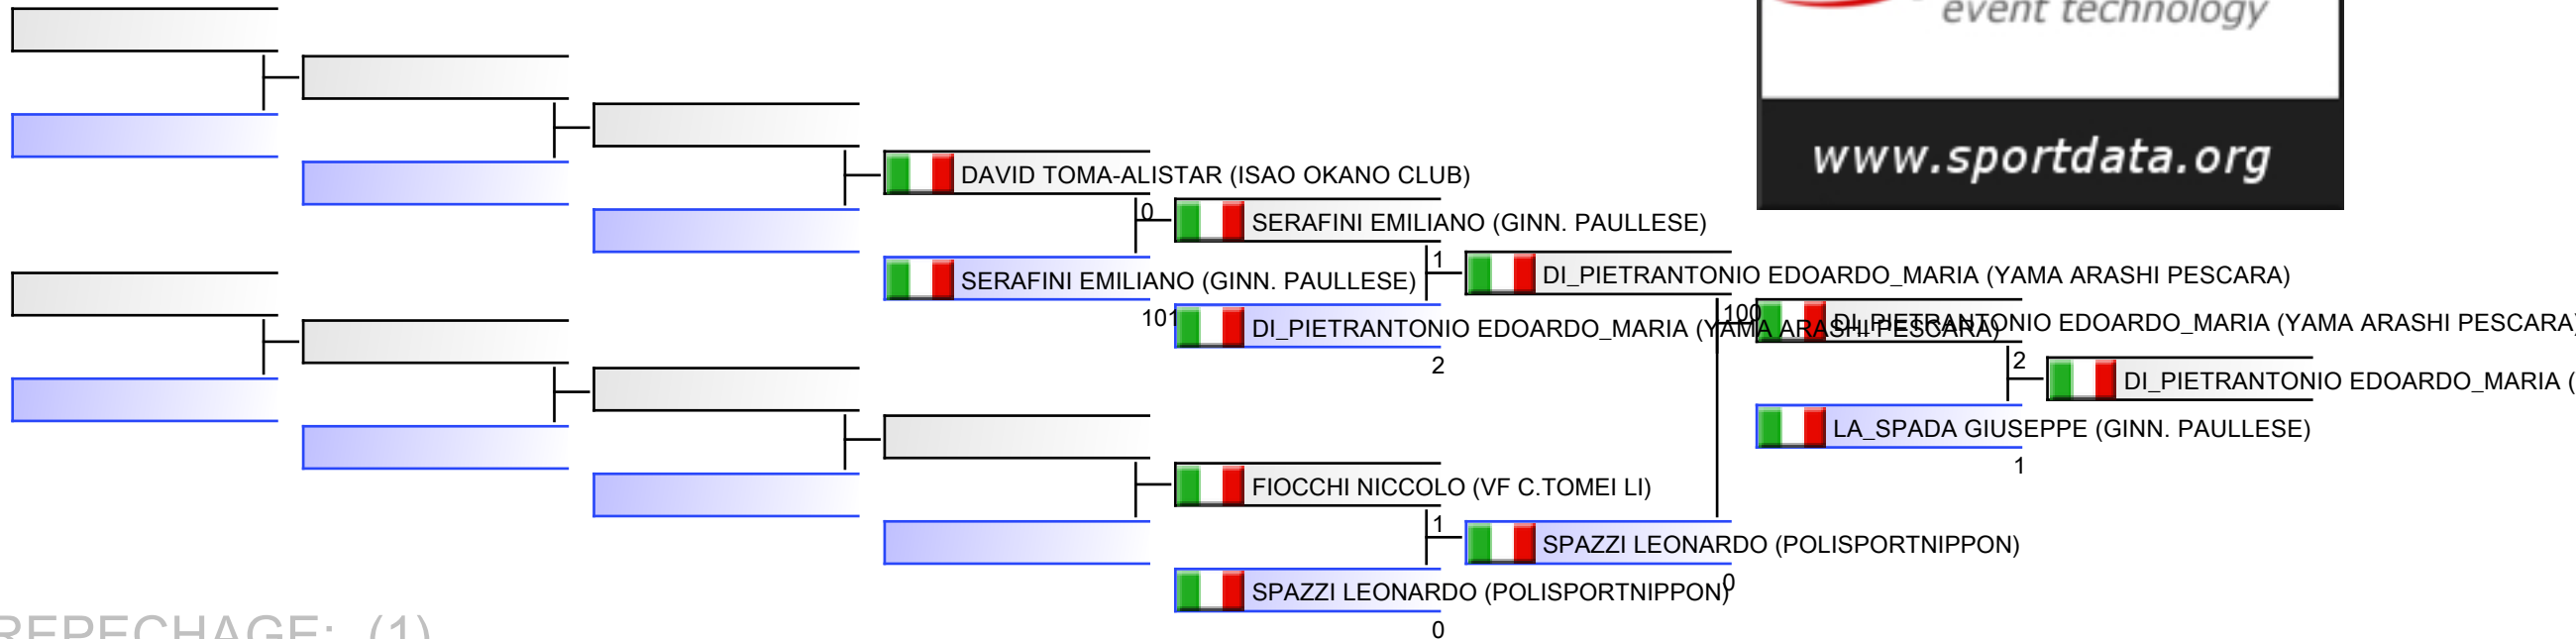 event technology
www.sportdata.org
DAVID TOMA-ALISTAR (ISAO OKANO CLUB)
0
SERAFINI EMILIANO (GINN. PAULLESE)
SERAFINI EMILIANO (GINN. PAULLESE)
101
1
DI_PIETRANTONIO EDOARDO_MARIA (YAMA ARASHI PESCARA)
DI_PIETRANTONIO EDOARDO_MARIA (YAMA ARASHI PESCARA)
2
100
DI_PIETRANTONIO EDOARDO_MARIA (YAMA ARASHI PESCARA)
2
DI_PIETRANTONIO EDOARDO_MARIA (
LA_SPADA GIUSEPPE (GINN. PAULLESE)
1
FIOCCHI NICCOLO (VF C.TOMEI LI)
1
SPAZZI LEONARDO (POLISPORTNIPPON)
0
SPAZZI LEONARDO (POLISPORTNIPPON)
0
REPECHAGE: (1)